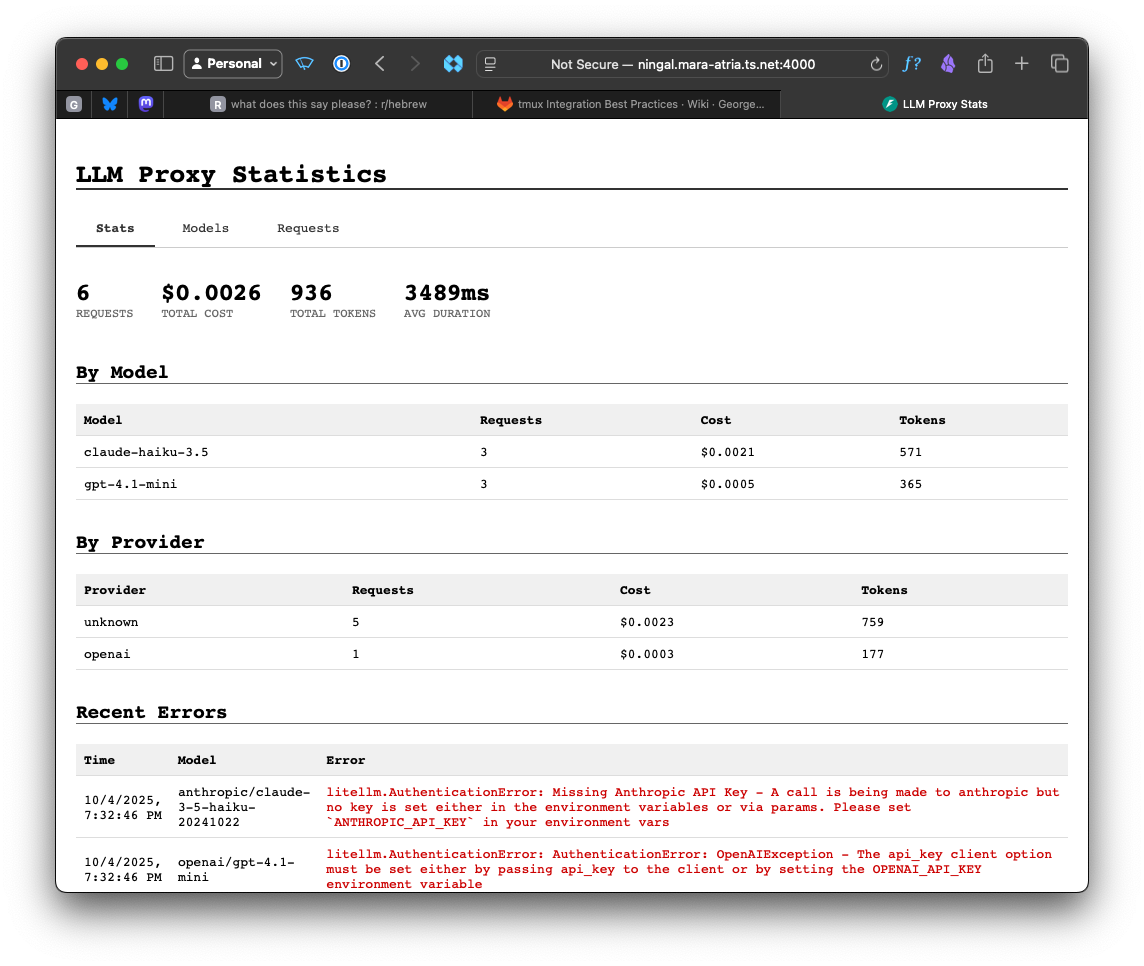 Personal
Not Secure — ningal.mara-atria.ts.net:4000
f?
G
m
R what does this say please? : r/hebrew
tmux Integration Best Practices · Wiki · George...
LLM Proxy Stats
LLM Proxy Statistics
Stats Models Requests
6 $0.0026 936 3489ms
REQUESTS TOTAL COST TOTAL TOKENS AVG DURATION
By Model
Model Requests Cost Tokens
claude-haiku-3.5 3 $0.0021 571
gpt-4.1-mini 3 $0.0005 365
By Provider
Provider Requests Cost Tokens
unknown 5 $0.0023 759
openai 1 $0.0003 177
Recent Errors
Time Model Error
10/4/2025,
7:32:46 PM
anthropic/claude-
3-5-haiku-
20241022
litellm.AuthenticationError: Missing Anthropic API Key - A call is being made to anthropic but
no key is set either in the environment variables or via params. Please set
`ANTHROPIC_API_KEY` in your environment vars
10/4/2025,
7:32:46 PM
openai/gpt-4.1-
mini
litellm.AuthenticationError: AuthenticationError: OpenAIException - The api_key client option
must be set either by passing api_key to the client or by setting the OPENAI_API_KEY
environment variable